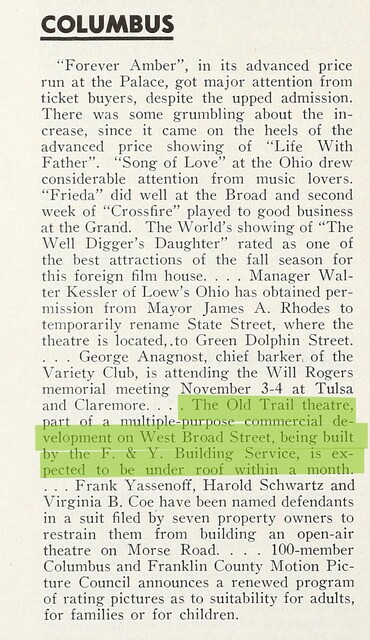 COLUMBUS
"Forever Amber", in its advanced price
run at the Palace, got major attention from
ticket buyers, despite the upped admission.
There was some grumbling about the in-
crease, since it came on the heels of the
advanced price showing of "Life With
Father". "Song of Love" at the Ohio drew
considerable attention from music lovers.
"Frieda" did well at the Broad and second
week of "Crossfire" played to good business
at the Grand. The World's showing of "The
Well Digger's Daughter" rated as one of
the best attractions of the fall season for
this foreign film house. . . . Manager Wal-
ter Kessler of Loew's Ohio has obtained per-
mission from Mayor James A. Rhodes to
temporarily rename State Street, where the
theatre is located, to Green Dolphin Street.
. . . George Anagnost, chief barker of the
Variety Club, is attending the Will Rogers
memorial meeting November 3-4 at Tulsa
and Claremore. . . . The Old Trail theatre,
part of a multiple-purpose commercial de-
velopment on West Broad Street, being built
by the F. & Y. Building Service, is ex-
pected to be under roof within a month.
. . . Frank Yassenoff, Harold Schwartz and
Virginia B. Coe have been named defendants
in a suit filed by seven property owners to
restrain them from building an open-air
theatre on Morse Road. . . . 100-member
Columbus and Franklin County Motion Pic-
ture Council announces a renewed program
of rating pictures as to suitability for adults,
for families or for children.